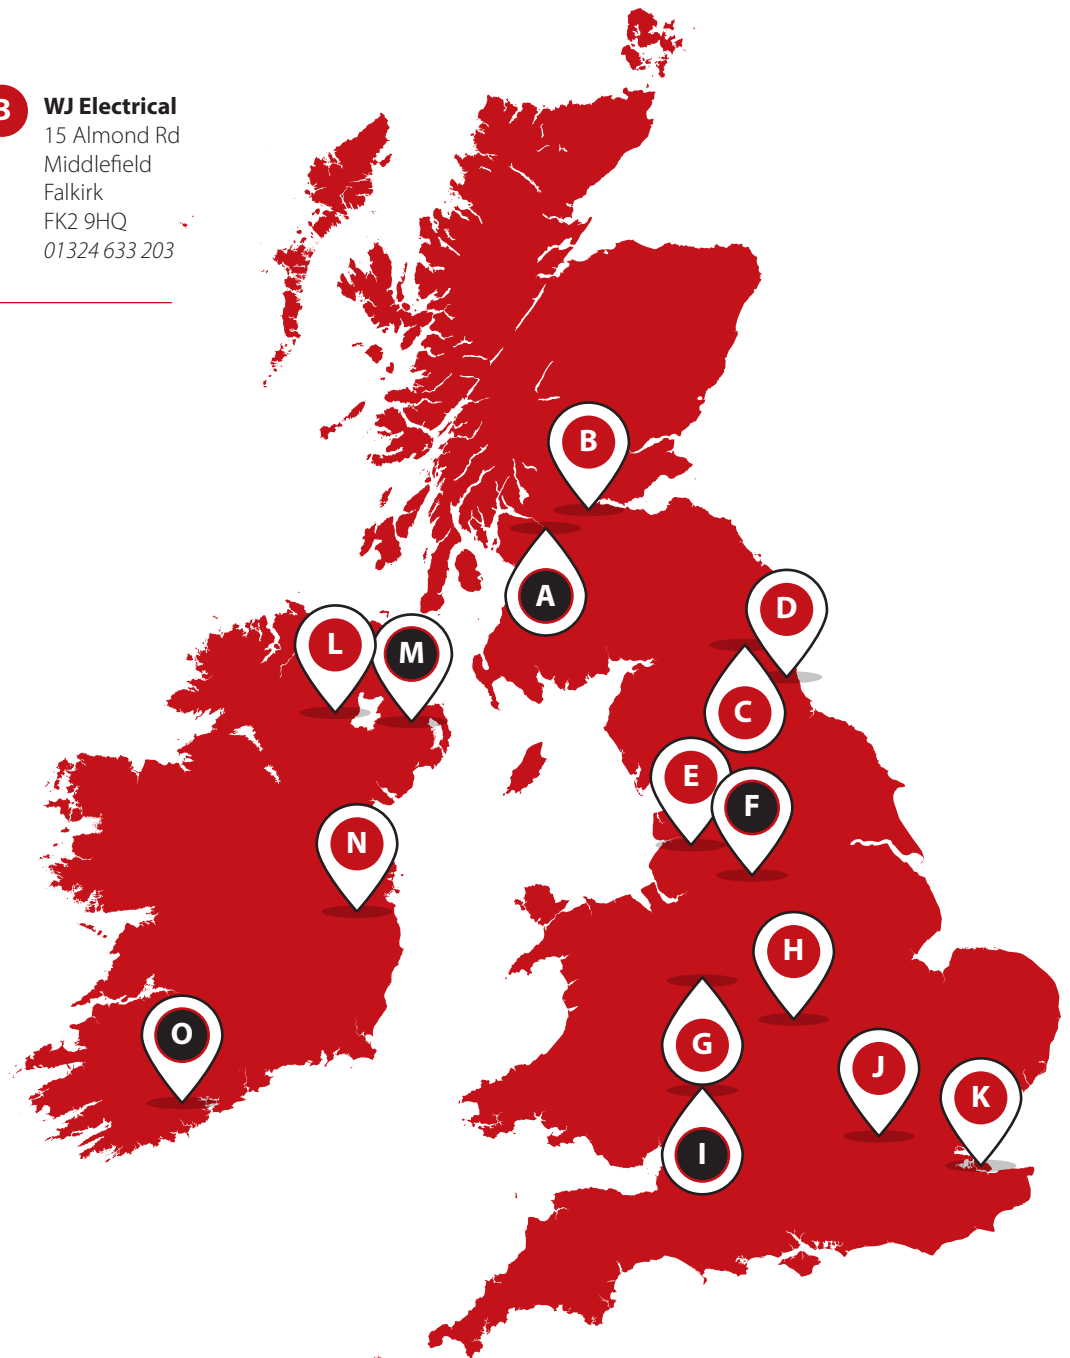 B
WJ Electrical
15 Almond Rd
Middlefield
Falkirk
FK2 9HQ
01324 633 203
B
A
D
L
M
C
E
F
N
H
O
G
J
K
I